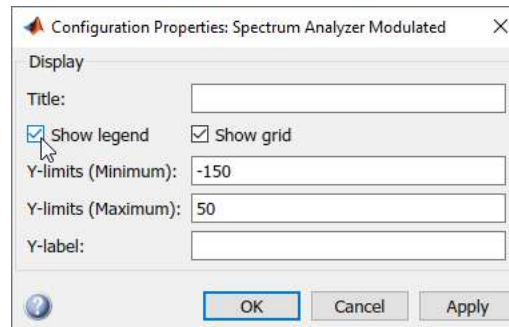 Configuration Properties: Spectrum Analyzer Modulated
Display
Title:
Show legend Show grid
Y-limits (Minimum): -150
Y-limits (Maximum): 50
Y-label:
? OK Cancel Apply